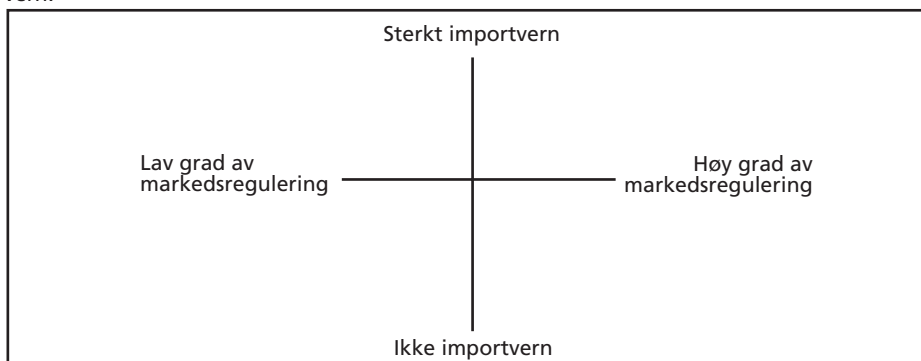 Sterkt importvern
Lav grad av
markedsregulering
Høy grad av
markedsregulering
Ikke importvern